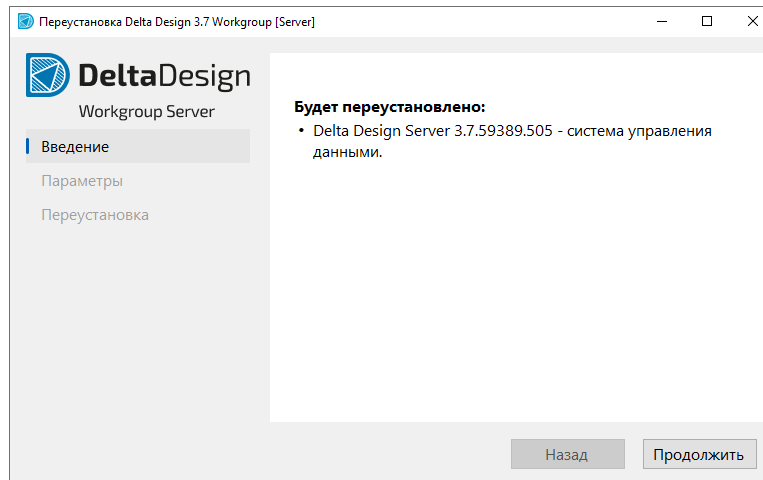 Переустановка Delta Design 3.7 Workgroup [Server]
DeltaDesign
Workgroup Server
Введение
Параметры
Переустановка
Будет переустановлено:
• Delta Design Server 3.7.59389.505 - система управления
данными.
Назад
Продолжить